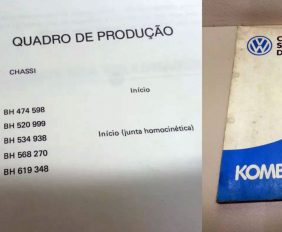 QUADRO DE PRODUÇÃO
CHASSI
Início
BH 474 598
BH 520 999
BH 534 938 Início (junta homocinética)
BH 568 270
BH 619 348
KOMB